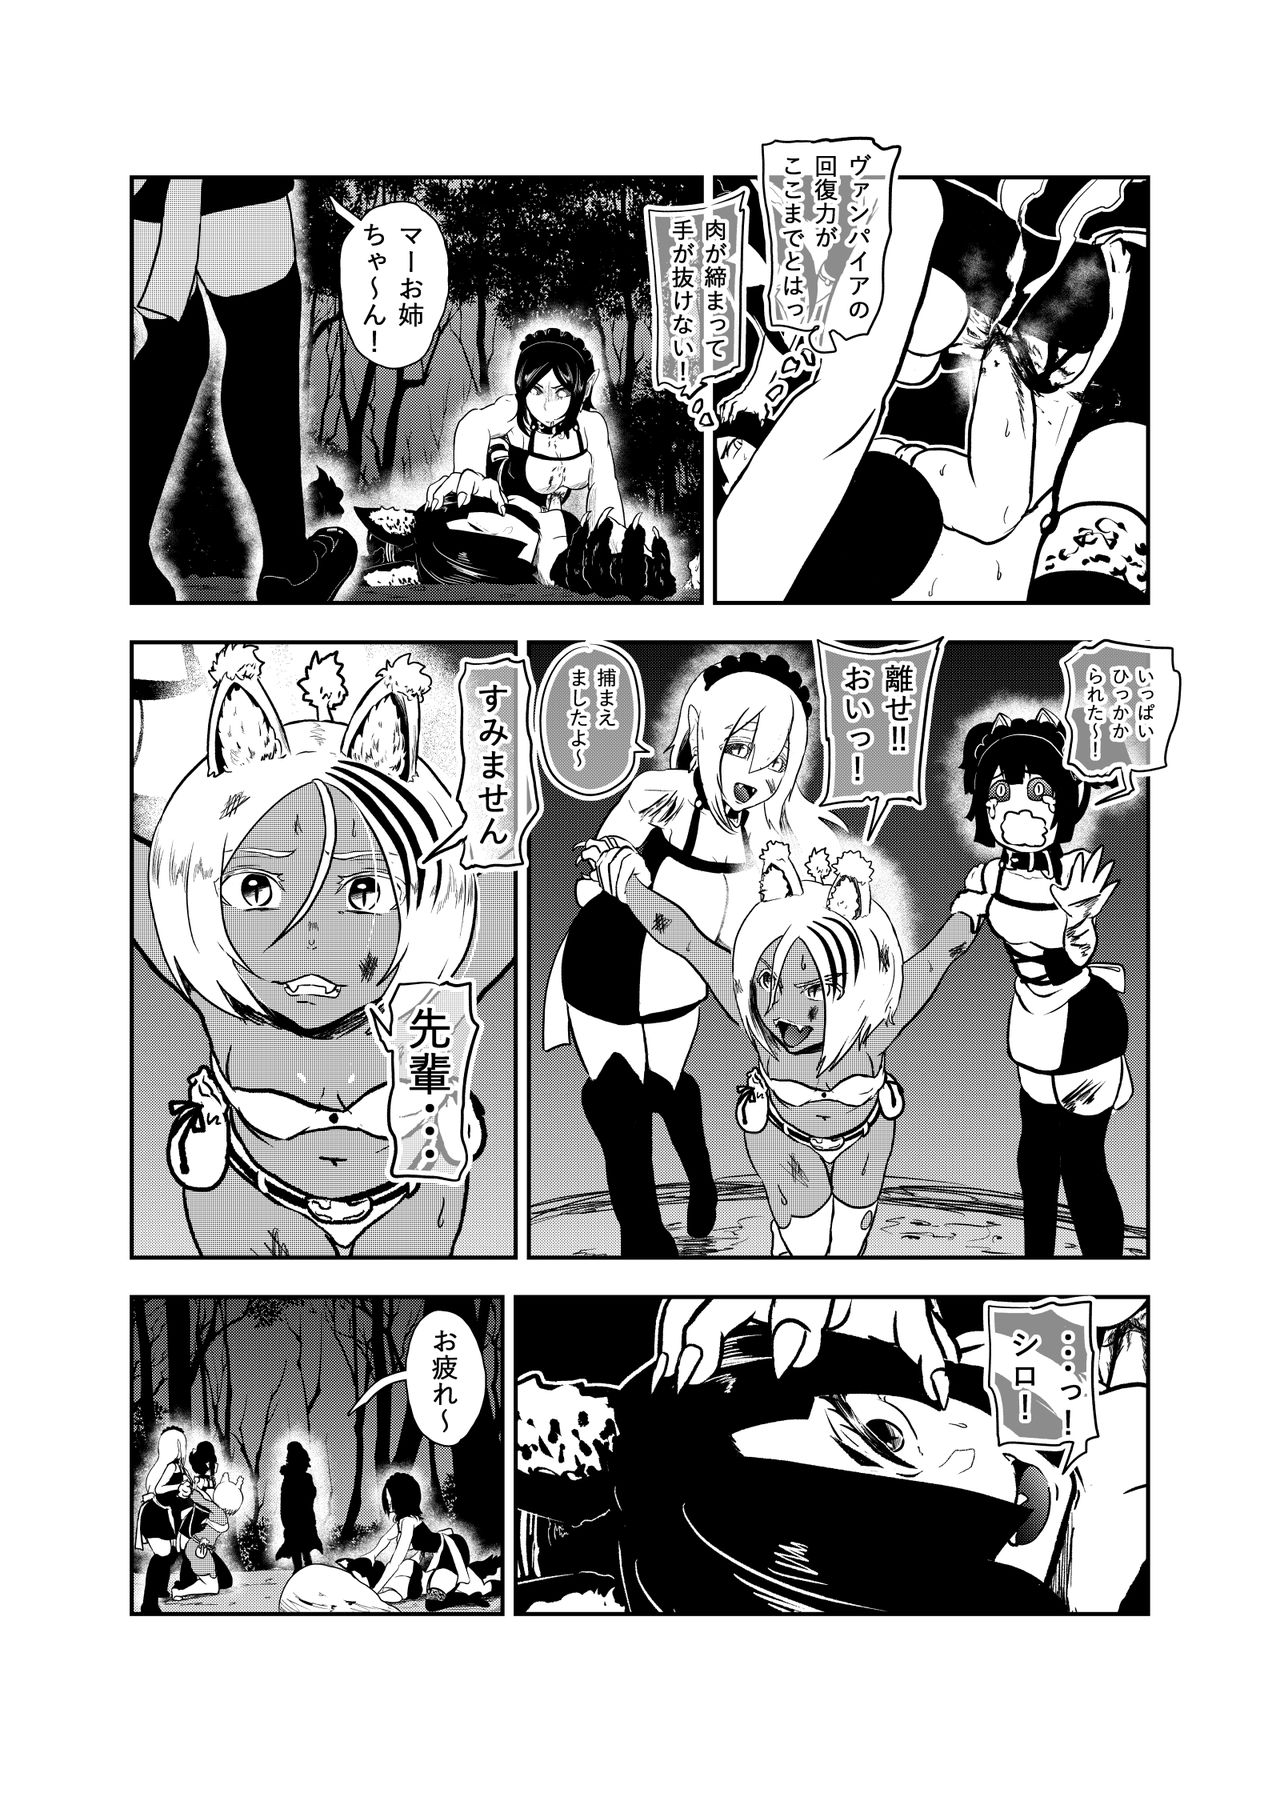 ヴァンパイアの
回復力が
ここまでとはっ
肉が締まって
手が抜けない！
マーお姉
ちゃ～ん！
いっぱい
ひっかか
られた～！
離せ!!
おいっ！
捕まえ
ましたよ～
すみません
先輩‥‥
‥‥っ！
シロ！
お疲れ～